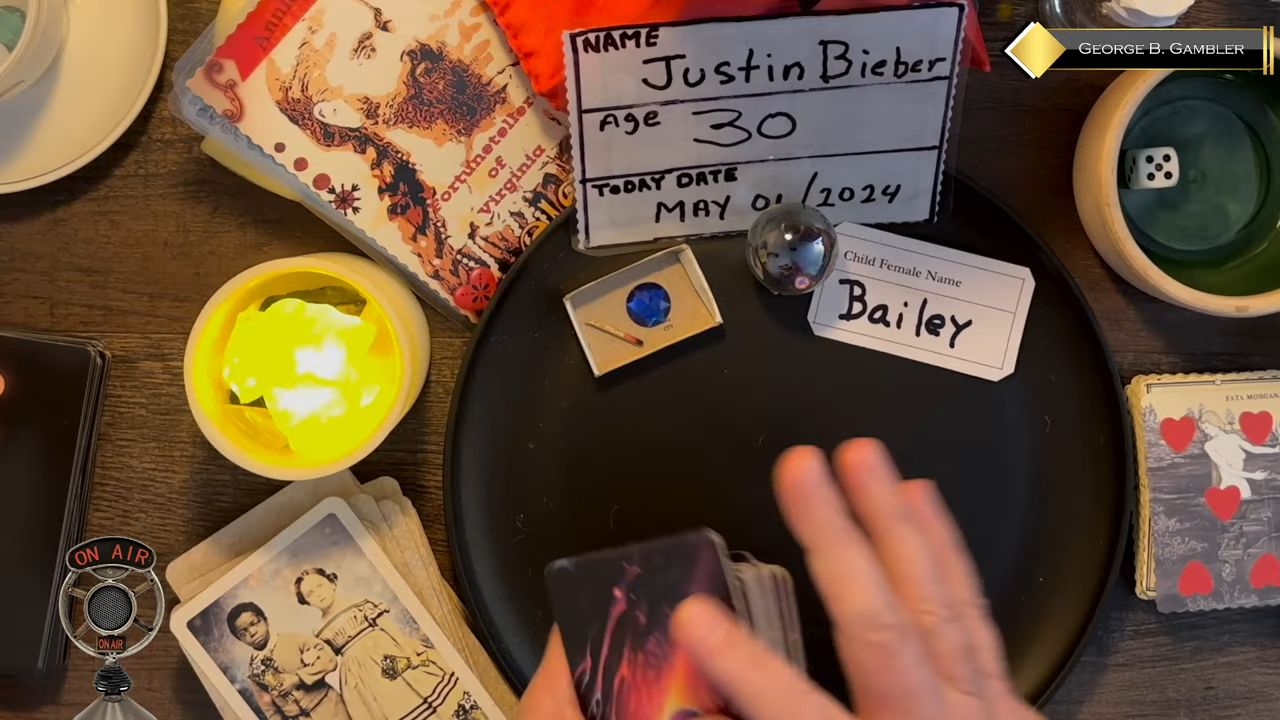 Annie
NAME
Justin Bieber
Age 30
TODAY DATE
MAY 01/2024
GEORGE B. GAMBLER
Fortuneteller
of
Virginia
Child Female Name
Bailey
FATA MORGANA
ON AIR
ON AIR